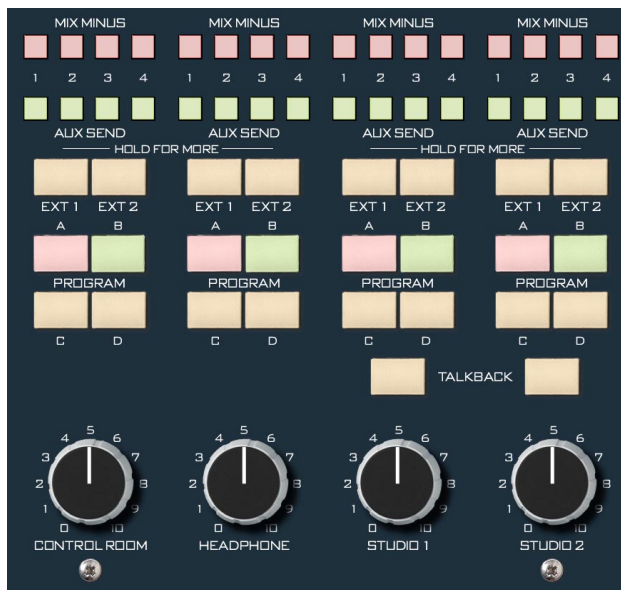 MIX MINUS MIX MINUS MIX MINUS MIX MINUS
1 2 3 4 1 2 3 4 1 2 3 4 1 2 3 4
AUX SEND AUX SEND AUX SEND AUX SEND
HOLD FOR MORE HOLD FOR MORE
EXT 1 EXT 2 EXT 1 EXT 2 EXT 1 EXT 2 EXT 1 EXT 2
A B A B A B A B
PROGRAM PROGRAM PROGRAM PROGRAM
C D C D C D C D
TALKBACK
0 1 2 3 4 5 6 7 8 9 10 0 1 2 3 4 5 6 7 8 9 10 0 1 2 3 4 5 6 7 8 9 10 0 1 2 3 4 5 6 7 8 9 10
CONTROL ROOM HEADPHONE STUDIO 1 STUDIO 2